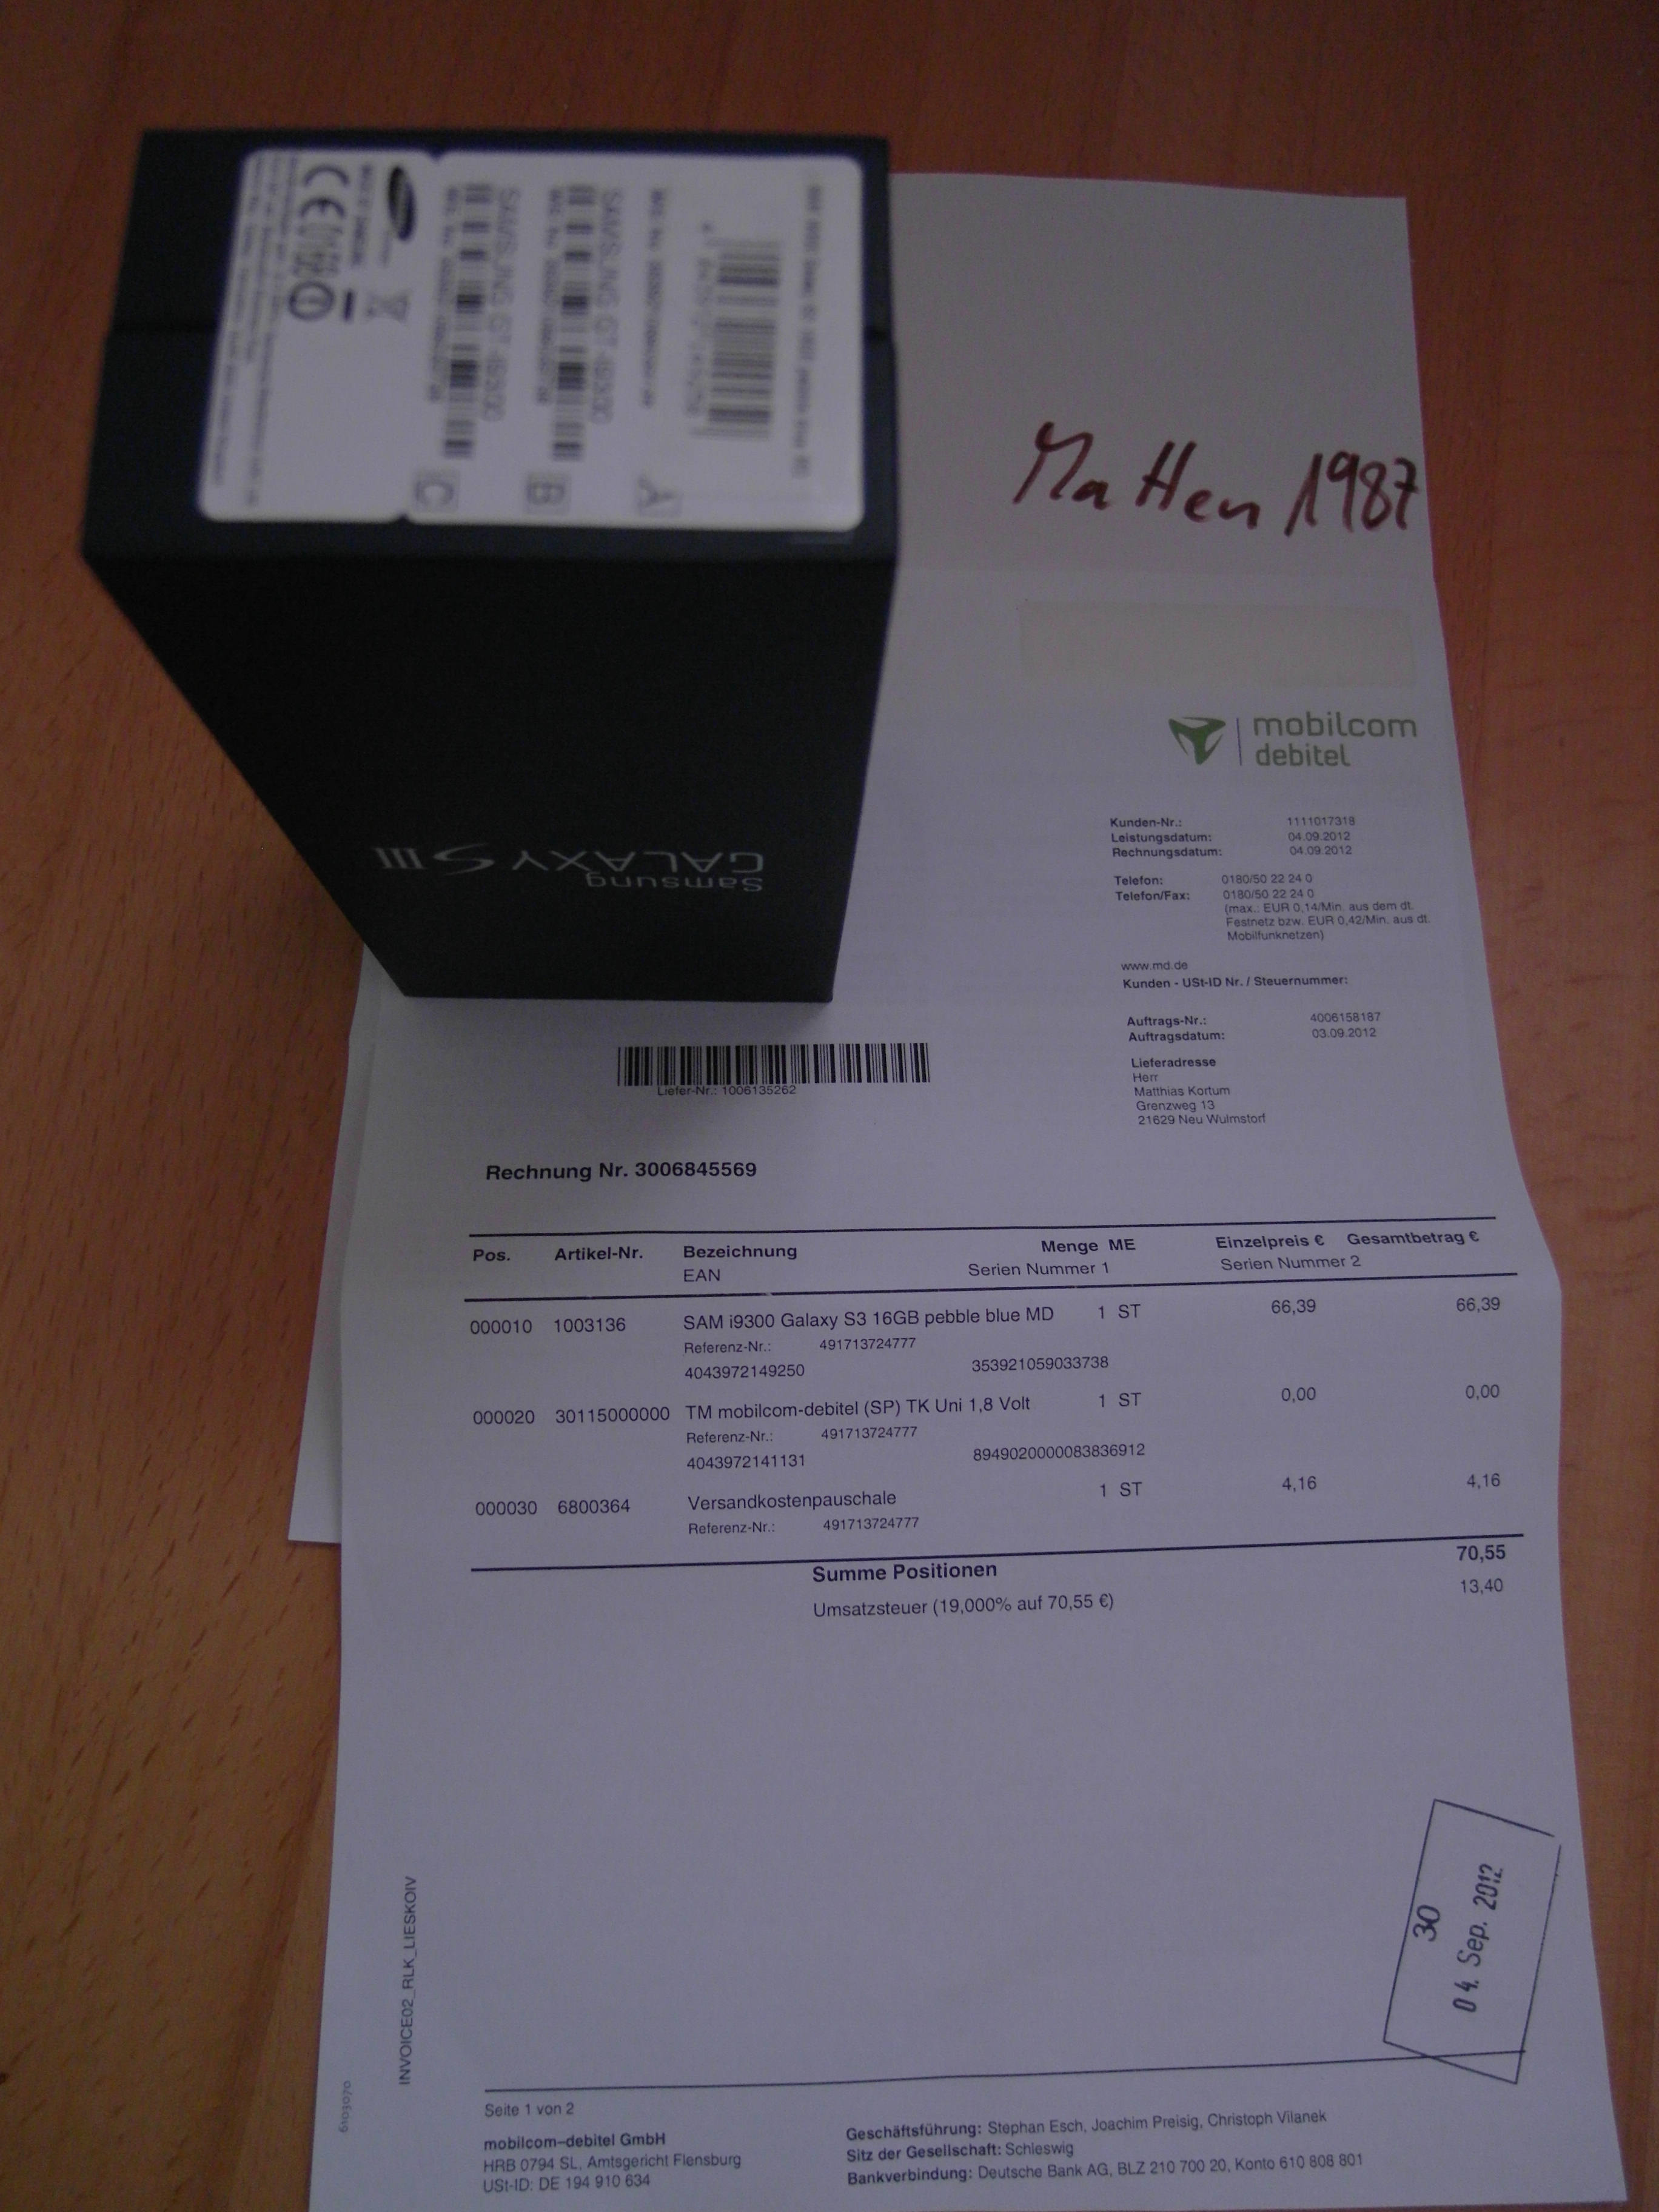 SAMSUNG GT-I9300
SAMSUNG GT-I9300
A
B
C
CE0168
Samsung
GALAXY S III
Matten 1987
mobilcom
debitel
Kunden-Nr.: 1111017318
Leistungsdatum: 04.09.2012
Rechnungsdatum: 04.09.2012
Telefon: 0180/50 22 24 0
Telefon/Fax: 0180/50 22 24 0
(max.: EUR 0,14/Min. aus dem dt.
Festnetz bzw. EUR 0,42/Min. aus dt.
Mobilfunknetzen)
www.md.de
Kunden - USt-ID Nr. / Steuernummer:
Auftrags-Nr.: 4006158187
Auftragsdatum: 03.09.2012
Lieferadresse
Herr
Matthias Kortum
Grenzweg 13
21629 Neu Wulmstorf
Liefer-Nr.: 1006135262
Rechnung Nr. 3006845569
Pos. Artikel-Nr. Bezeichnung Menge ME Einzelpreis € Gesamtbetrag €
EAN Serien Nummer 1 Serien Nummer 2
000010 1003136 SAM i9300 Galaxy S3 16GB pebble blue MD 1 ST 66,39 66,39
Referenz-Nr.: 491713724777
4043972149250 353921059033738
000020 30115000000 TM mobilcom-debitel (SP) TK Uni 1,8 Volt 1 ST 0,00 0,00
Referenz-Nr.: 491713724777
4043972141131 8949020000083836912
000030 6800364 Versandkostenpauschale 1 ST 4,16 4,16
Referenz-Nr.: 491713724777
Summe Positionen 70,55
Umsatzsteuer (19,000% auf 70,55 €) 13,40
30
04. Sep. 2012
INVOICE02_RLK_LIESKOIV
6103070
Seite 1 von 2
mobilcom-debitel GmbH
HRB 0794 SL, Amtsgericht Flensburg
USt-ID: DE 194 910 634
Geschäftsführung: Stephan Esch, Joachim Preisig, Christoph Vilanek
Sitz der Gesellschaft: Schleswig
Bankverbindung: Deutsche Bank AG, BLZ 210 700 20, Konto 610 808 801